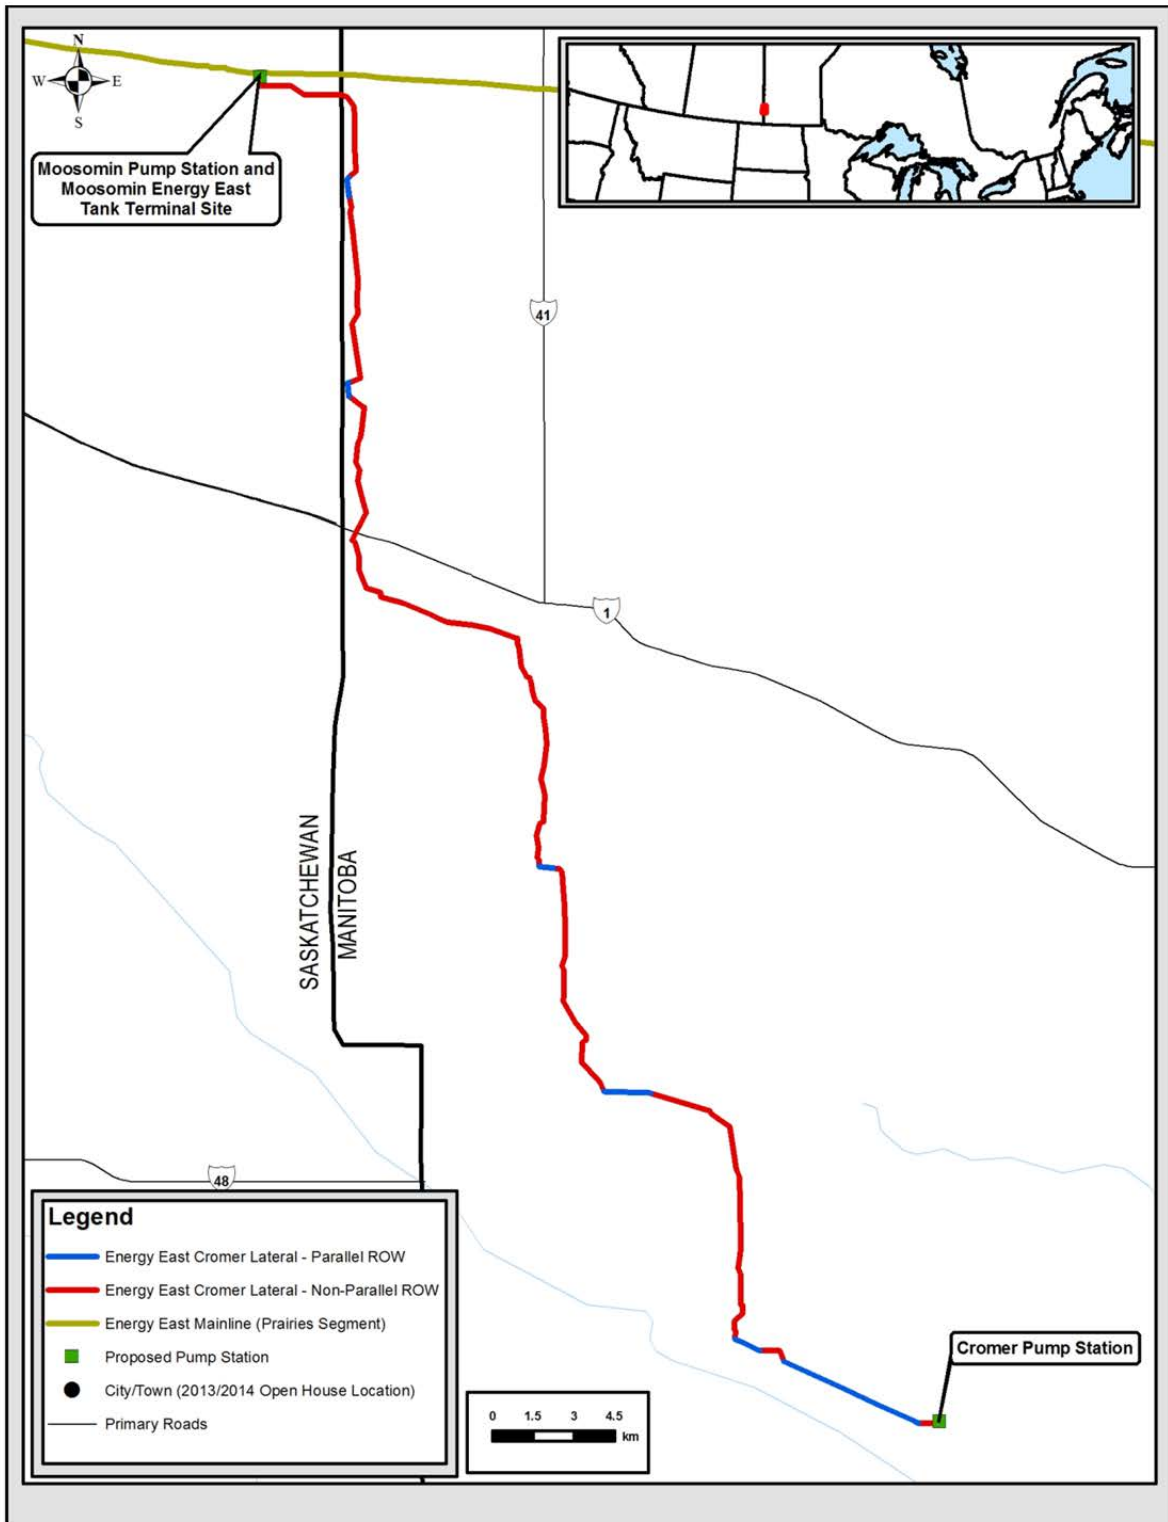 N
W
E
S
Moosomin Pump Station and
Moosomin Energy East
Tank Terminal Site
41
1
SASKATCHEWAN
MANITOBA
48
Legend
Energy East Cromer Lateral - Parallel ROW
Energy East Cromer Lateral - Non-Parallel ROW
Energy East Mainline (Prairies Segment)
Proposed Pump Station
City/Town (2013/2014 Open House Location)
Primary Roads
0 1.5 3 4.5
km
Cromer Pump Station